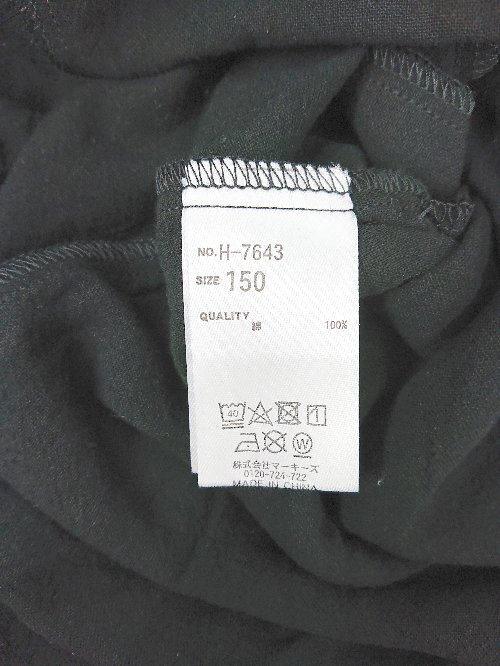 NO. H-7643
SIZE 150
QUALITY
綿 100%
40
W
株式会社マーキーズ
0120-724-722
MADE IN CHINA